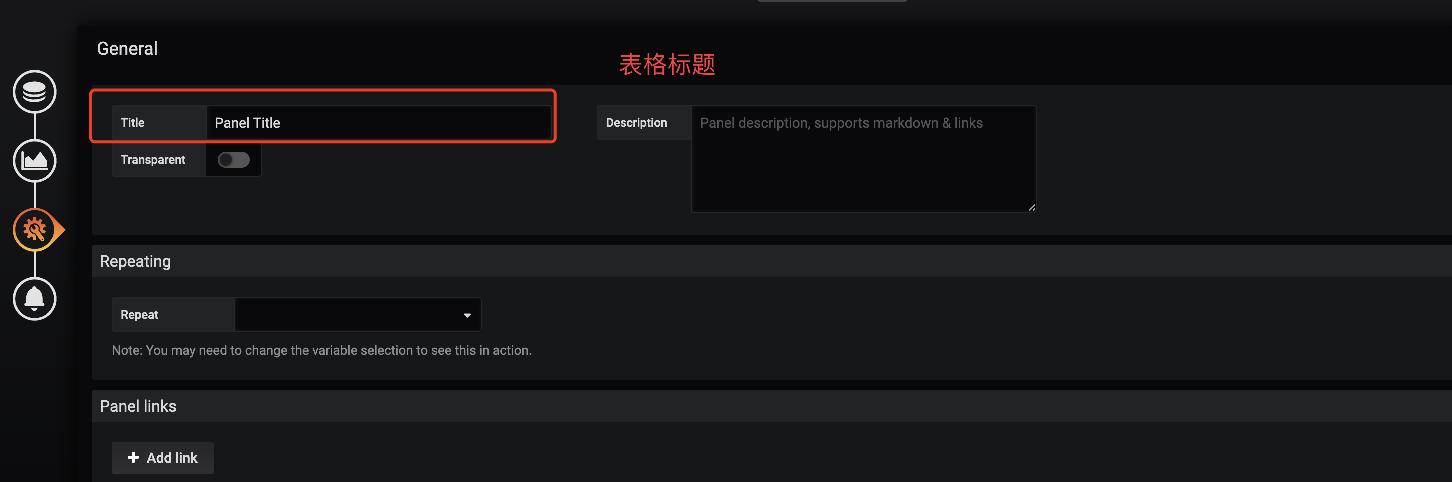 General
表格标题
Title
Panel Title
Description
Panel description, supports markdown & links
Transparent
Repeating
Repeat
Note: You may need to change the variable selection to see this in action.
Panel links
+ Add link